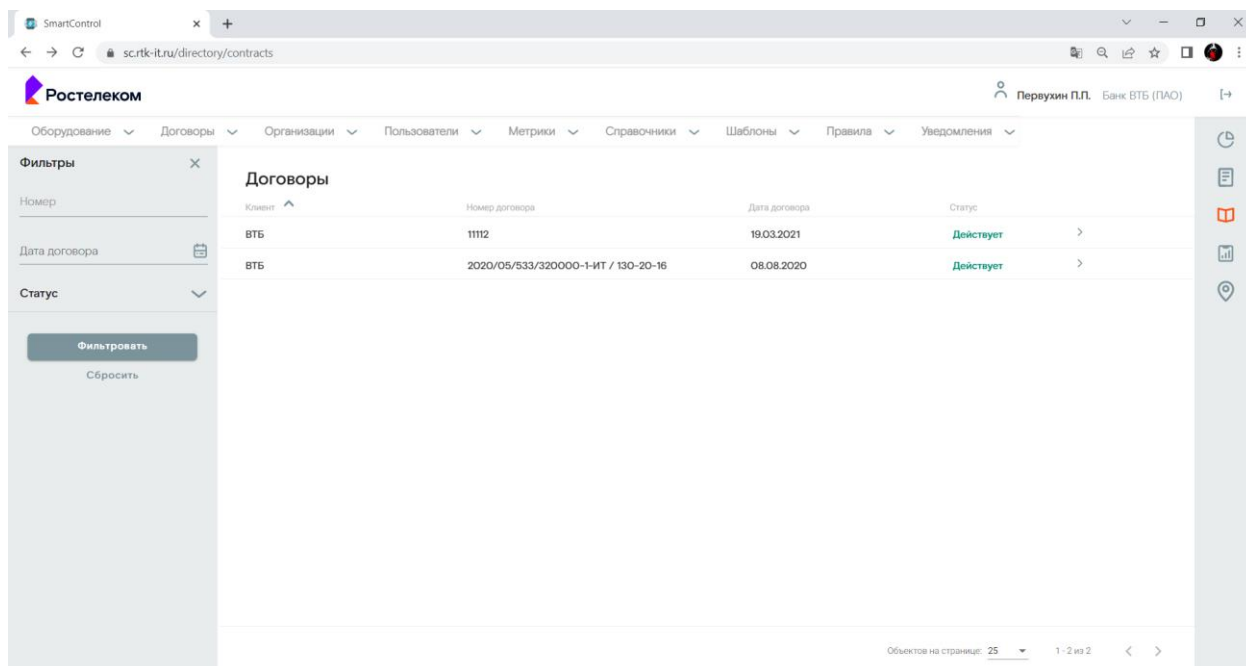 SmartControl
sc.rtk-it.ru/directory/contracts
Ростелеком
Первухин П.П. Банк ВТБ (ПАО)
Оборудование Договоры Организации Пользователи Метрики Справочники Шаблоны Правила Уведомления
Фильтры
Номер
Дата договора
Статус
Фильтровать
Сбросить
Договоры
Клиент Номер договора Дата договора Статус
ВТБ 11112 19.03.2021 Действует
ВТБ 2020/05/533/320000-1-ИТ / 130-20-16 08.08.2020 Действует
Объектов на странице: 25 1 - 2 из 2